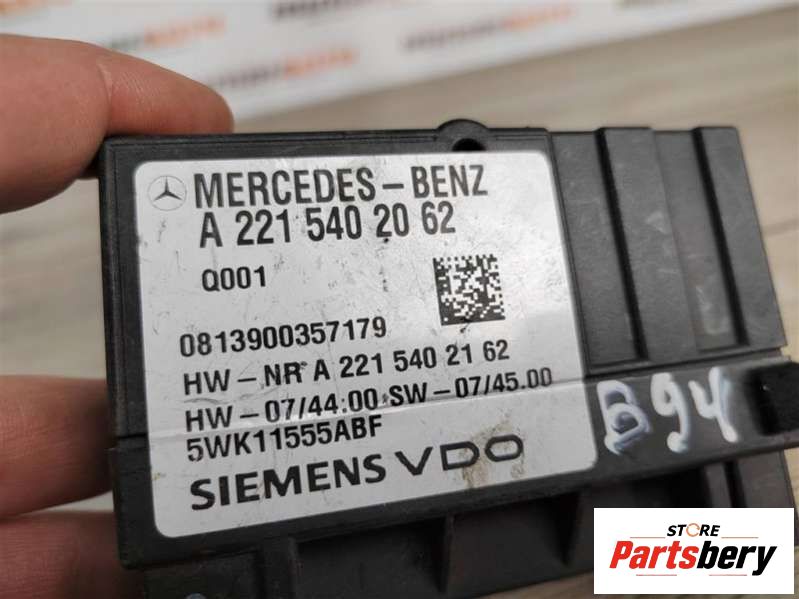 MERCEDES-BENZ
A 221 540 20 62
Q001
0813900357179
HW-NR A 221 540 21 62
HW-07/44.00 SW-07/45.00
5WK11555ABF
SIEMENS VDO
B94
STORE
Partsbery